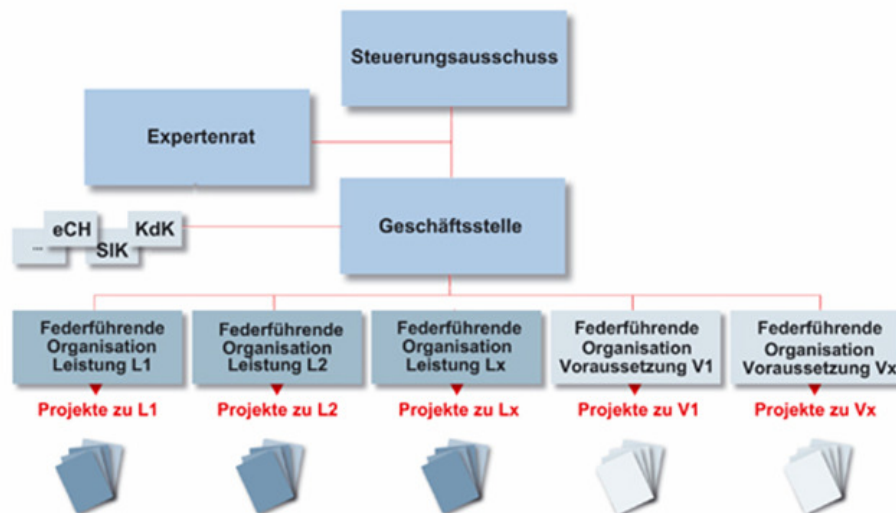 Steuerungsausschuss
Expertenrat
Geschäftsstelle
eCH
KdK
...
SIK
Federführende
Organisation
Leistung L1
Federführende
Organisation
Leistung L2
Federführende
Organisation
Leistung Lx
Federführende
Organisation
Voraussetzung V1
Federführende
Organisation
Voraussetzung Vx
Projekte zu L1
Projekte zu L2
Projekte zu Lx
Projekte zu V1
Projekte zu Vx